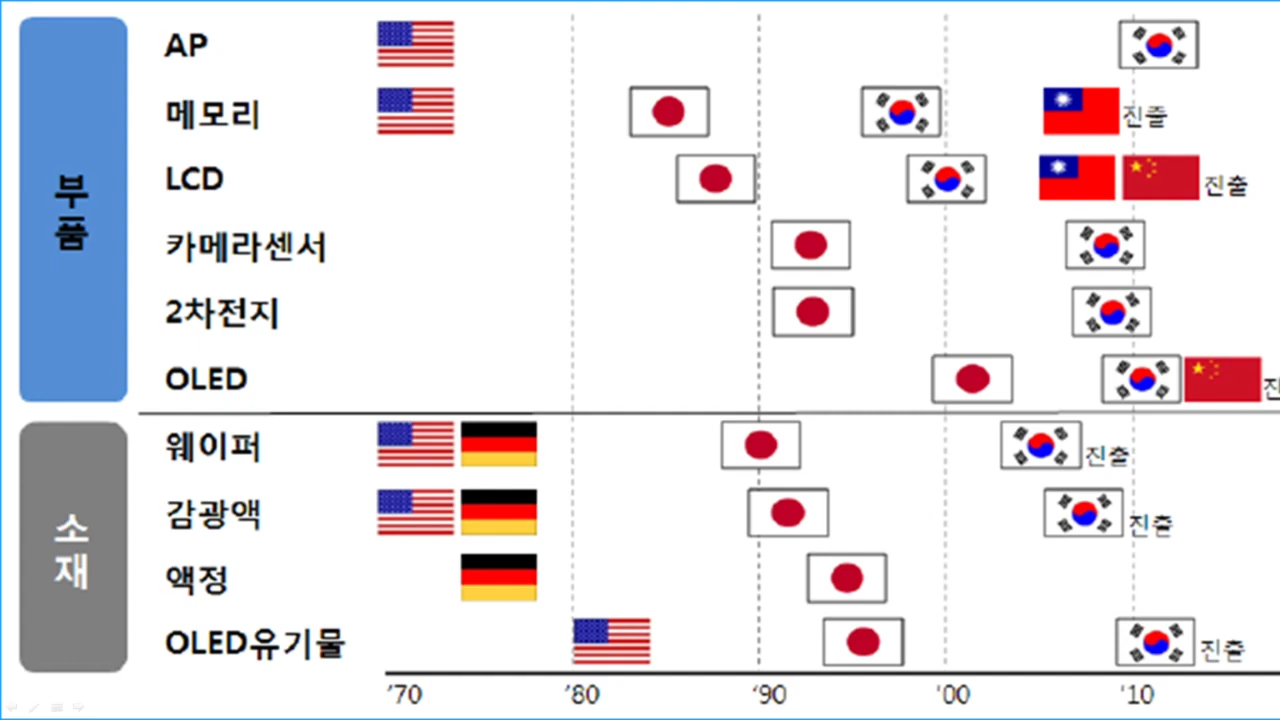 부품
AP
메모리
진출
LCD
진출
카메라센서
2차전지
OLED
소재
웨이퍼
진출
감광액
진출
액정
OLED유기물
진출
'70
'80
'90
'00
'10